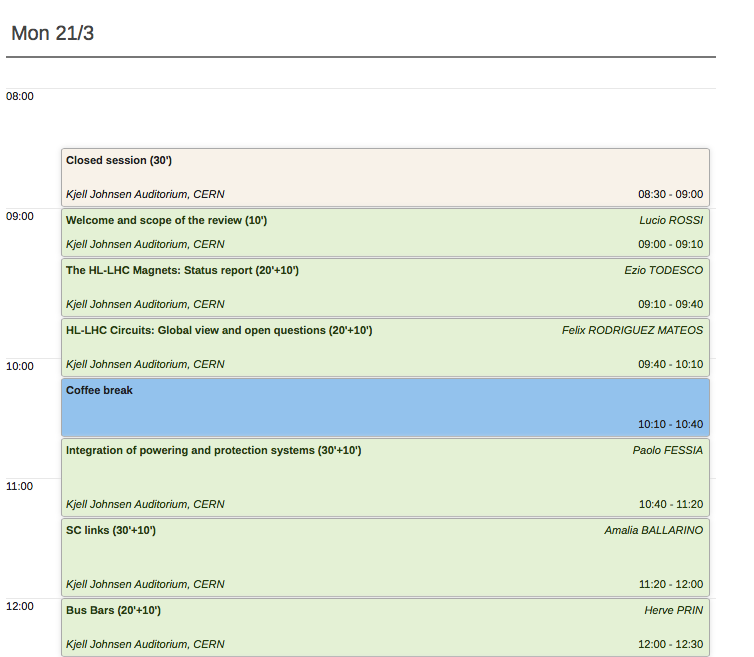 Mon 21/3
08:00
Closed session (30')
Kjell Johnsen Auditorium, CERN 08:30 - 09:00
09:00
Welcome and scope of the review (10') Lucio ROSSI
Kjell Johnsen Auditorium, CERN 09:00 - 09:10
The HL-LHC Magnets: Status report (20'+10') Ezio TODESCO
Kjell Johnsen Auditorium, CERN 09:10 - 09:40
HL-LHC Circuits: Global view and open questions (20'+10') Felix RODRIGUEZ MATEOS
10:00
Kjell Johnsen Auditorium, CERN 09:40 - 10:10
Coffee break
10:10 - 10:40
Integration of powering and protection systems (30'+10') Paolo FESSIA
11:00
Kjell Johnsen Auditorium, CERN 10:40 - 11:20
SC links (30'+10') Amalia BALLARINO
Kjell Johnsen Auditorium, CERN 11:20 - 12:00
12:00
Bus Bars (20'+10') Herve PRIN
Kjell Johnsen Auditorium, CERN 12:00 - 12:30